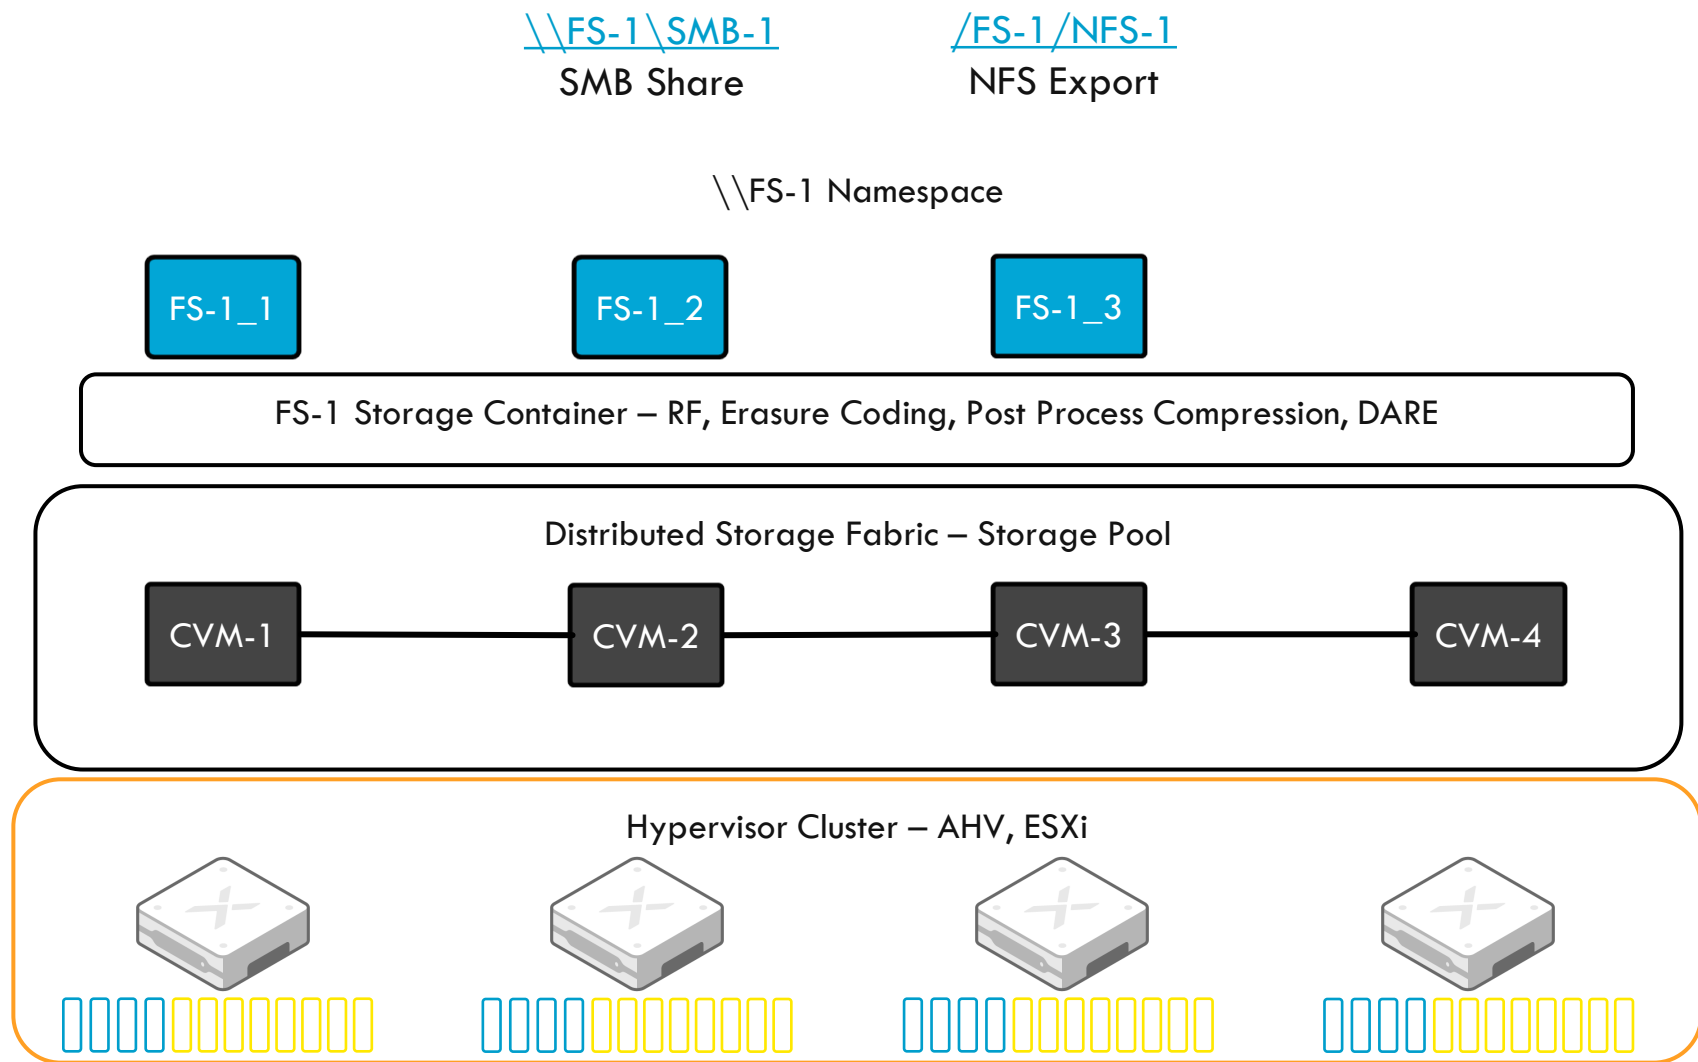 \\FS-1\SMB-1
SMB Share
/FS-1/NFS-1
NFS Export
\\FS-1 Namespace
FS-1_1
FS-1_2
FS-1_3
FS-1 Storage Container – RF, Erasure Coding, Post Process Compression, DARE
Distributed Storage Fabric – Storage Pool
CVM-1
CVM-2
CVM-3
CVM-4
Hypervisor Cluster – AHV, ESXi